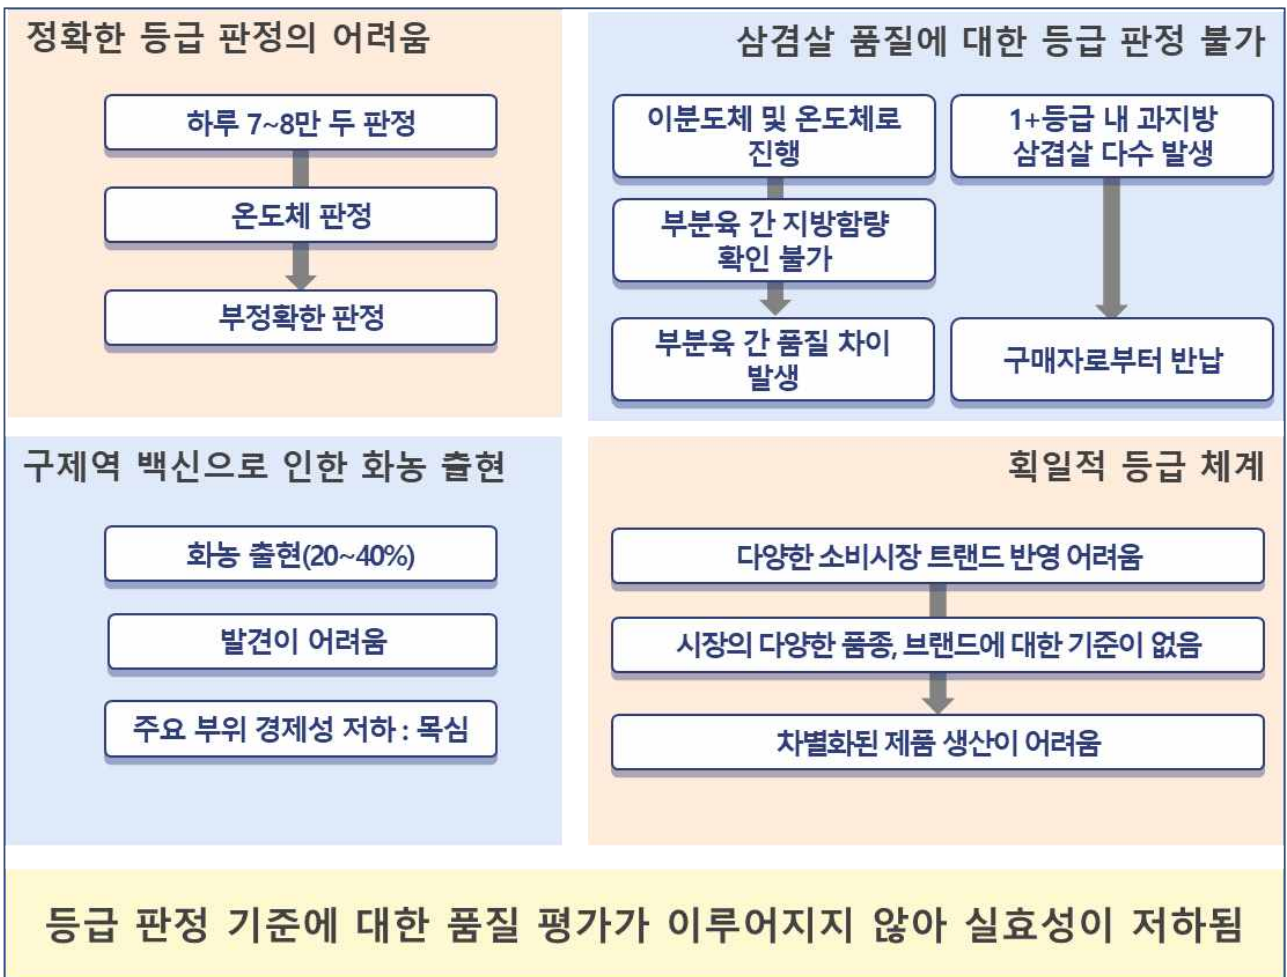 정확한 등급 판정의 어려움
하루 7~8만 두 판정
온도체 판정
부정확한 판정
삼겹살 품질에 대한 등급 판정 불가
이분도체 및 온도체로
진행
부분육 간 지방함량
확인 불가
부분육 간 품질 차이
발생
1+등급 내 과지방
삼겹살 다수 발생
구매자로부터 반납
구제역 백신으로 인한 화농 출현
화농 출현(20~40%)
발견이 어려움
주요 부위 경제성 저하 : 목심
획일적 등급 체계
다양한 소비시장 트랜드 반영 어려움
시장의 다양한 품종, 브랜드에 대한 기준이 없음
차별화된 제품 생산이 어려움
등급 판정 기준에 대한 품질 평가가 이루어지지 않아 실효성이 저하됨